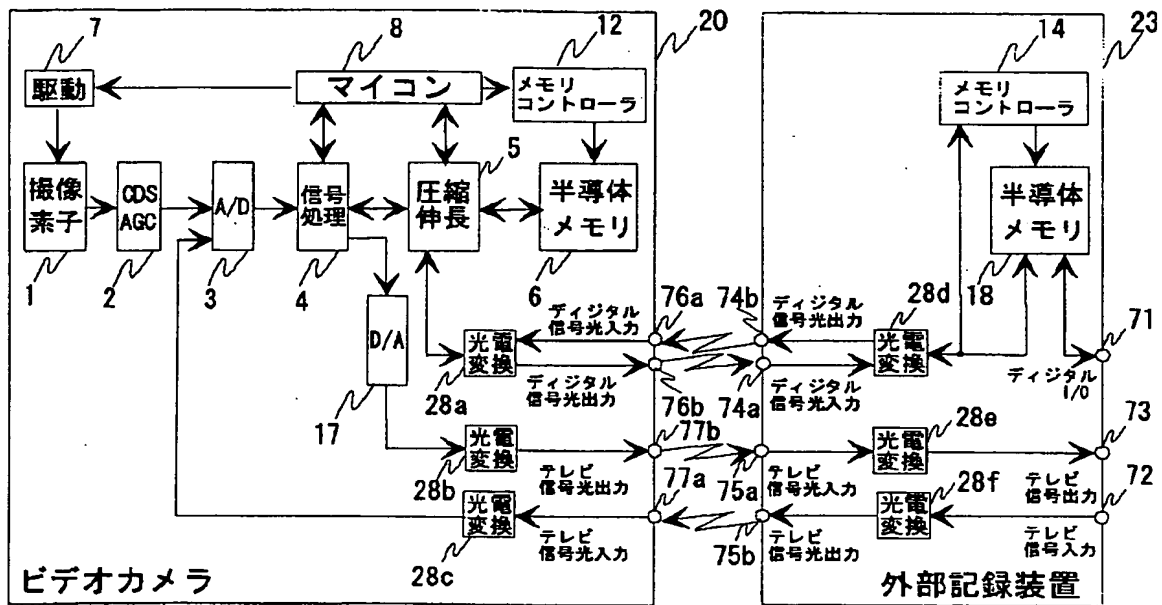 7
8
12
20
14
23
駆動
マイコン
メモリ
コントローラ
メモリ
コントローラ
撮像
素子
CDS
AGC
A/D
信号
処理
圧縮
伸長
5
半導体
メモリ
半導体
メモリ
1
2
3
4
6
18
D/A
17
光電
変換
28a
ディジタル
信号光入力
ディジタル
信号光出力
76a
76b
74b
74a
ディジタル
信号光出力
ディジタル
信号光入力
光電
変換
28d
ディジタル
I/O
71
光電
変換
28b
テレビ
信号光出力
77b
75a
テレビ
信号光入力
光電
変換
28e
テレビ
信号出力
73
光電
変換
28c
テレビ
信号光入力
77a
75b
テレビ
信号光出力
光電
変換
28f
テレビ
信号入力
72
ビデオカメラ
外部記録装置